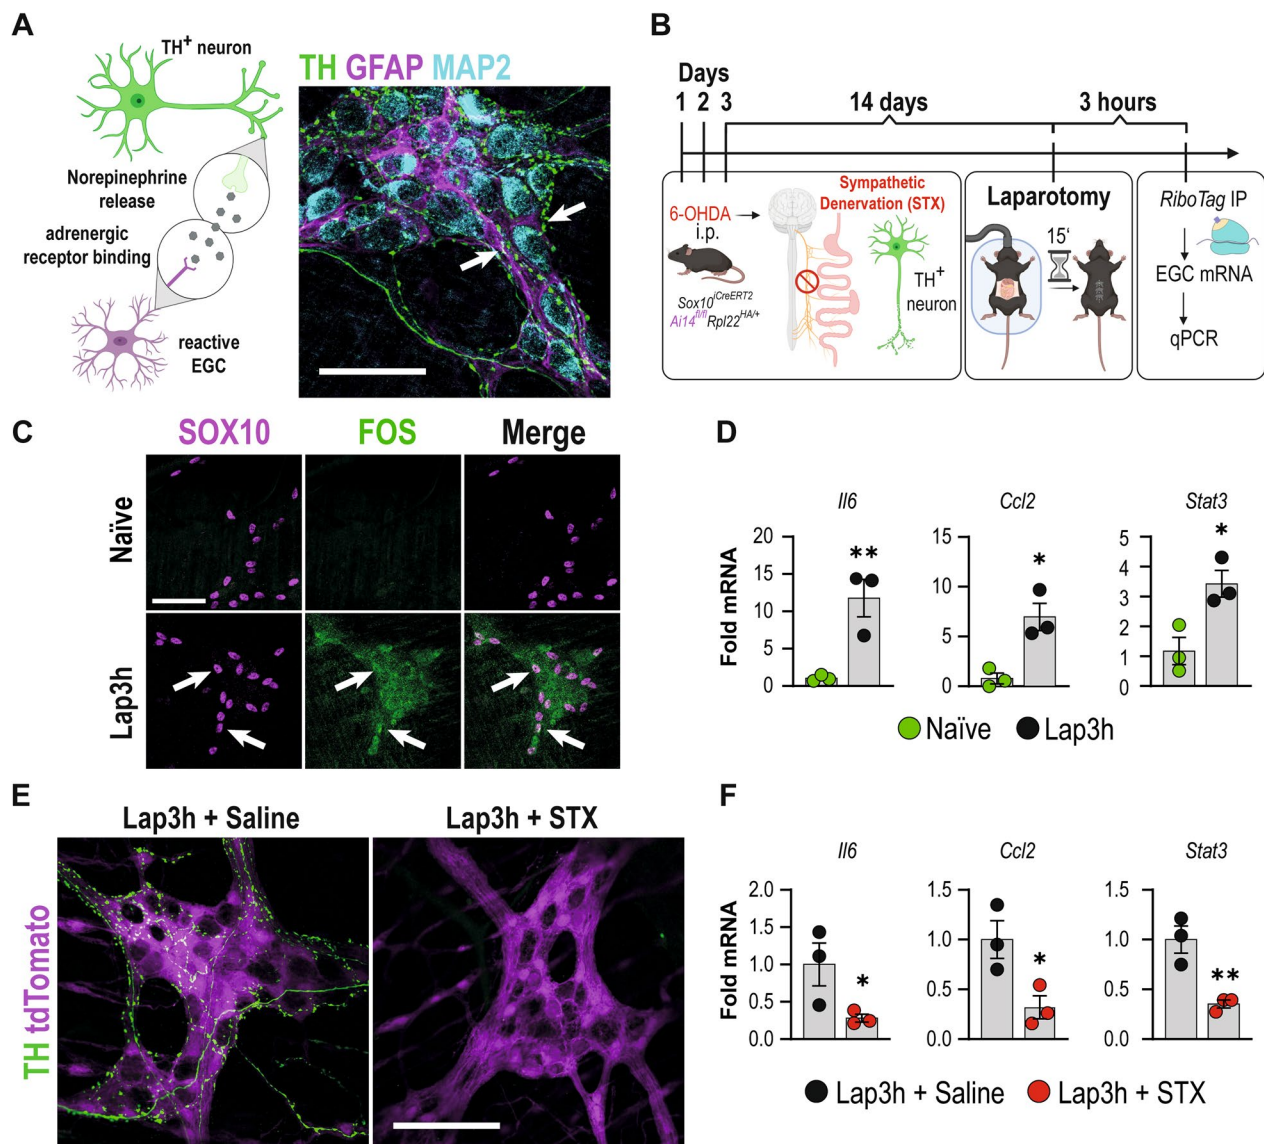 A
TH+ neuron
Norepinephrine
release
adrenergic
receptor binding
reactive
EGC
TH GFAP MAP2
B
Days
1 2 3
14 days
3 hours
6-OHDA
i.p.
Sox10iCreERT2
Ai14fl/fl Rpl22HA/+
Sympathetic
Denervation (STX)
TH+
neuron
Laparotomy
15‘
RiboTag IP
EGC mRNA
qPCR
C
SOX10 FOS Merge
Naïve
Lap3h
D
Fold mRNA
Il6
20
15
10
5
0
**
Ccl2
15
10
5
0
*
Stat3
5
4
3
2
1
0
*
Naïve Lap3h
E
Lap3h + Saline Lap3h + STX
TH tdTomato
F
Fold mRNA
Il6
2.0
1.5
1.0
0.5
0.0
*
Ccl2
1.5
1.0
0.5
0.0
*
Stat3
1.5
1.0
0.5
0.0
**
Lap3h + Saline Lap3h + STX